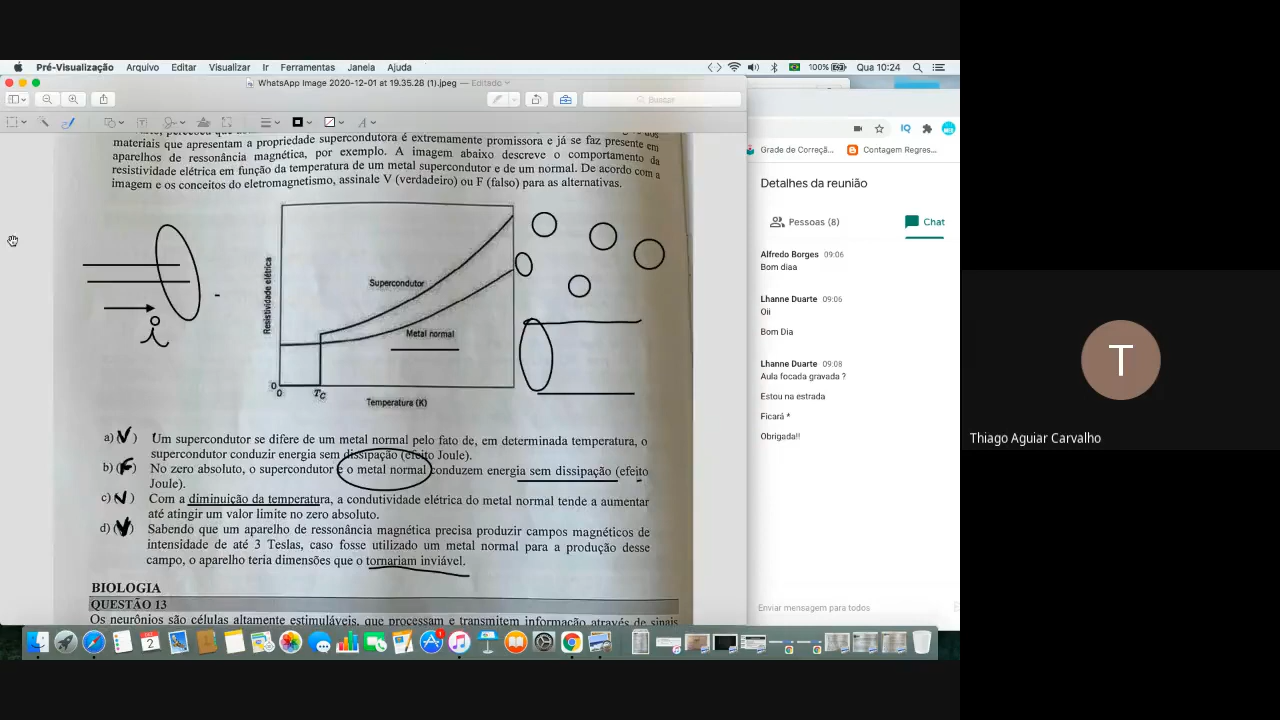 Pré-Visualização Arquivo Editar Visualizar Ir Ferramentas Janela Ajuda 100% Qua 10:24
WhatsApp Image 2020-12-01 at 19.35.28 (1).jpeg — Editado
Buscar
materiais que apresentam a propriedade supercondutora é extremamente promissora e já se faz presente em
aparelhos de ressonância magnética, por exemplo. A imagem abaixo descreve o comportamento da
resistividade elétrica em função da temperatura de um metal supercondutor e de um normal. De acordo com a
imagem e os conceitos do eletromagnetismo, assinale V (verdadeiro) ou F (falso) para as alternativas.
Resistividade elétrica
Supercondutor
Metal normal
0
0 Tc
Temperatura (K)
i
a) (V) Um supercondutor se difere de um metal normal pelo fato de, em determinada temperatura, o
supercondutor conduzir energia sem dissipação (efeito Joule).
b) (F) No zero absoluto, o supercondutor e o metal normal conduzem energia sem dissipação (efeito
Joule).
c) (V) Com a diminuição da temperatura, a condutividade elétrica do metal normal tende a aumentar
até atingir um valor limite no zero absoluto.
d) (V) Sabendo que um aparelho de ressonância magnética precisa produzir campos magnéticos de
intensidade de até 3 Teslas, caso fosse utilizado um metal normal para a produção desse
campo, o aparelho teria dimensões que o tornariam inviável.
BIOLOGIA
QUESTÃO 13
Os neurônios são células altamente estimuláveis, que processam e transmitem informação através de sinais
IQ
Grade de Correçã... Contagem Regres...
Detalhes da reunião
Pessoas (8) Chat
Alfredo Borges 09:06
Bom diaa
Lhanne Duarte 09:06
Oii
Bom Dia
Lhanne Duarte 09:08
Aula focada gravada ?
Estou na estrada
Ficará *
Obrigada!!
Enviar mensagem para todos
T
Thiago Aguiar Carvalho